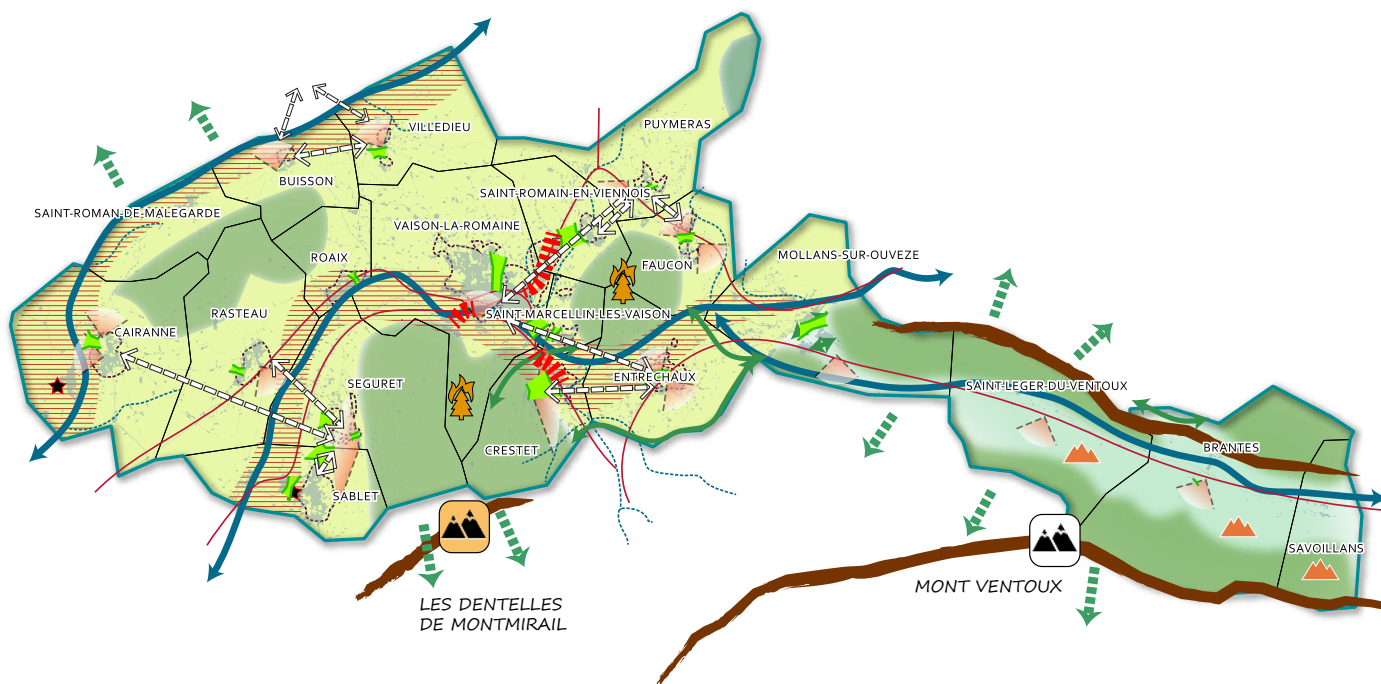 VILLEDIEU
PUYMERAS
BUISSON
SAINT-ROMAIN-EN-VIENNOIS
SAINT-ROMAN-DE-MALEGARDE
VAISON-LA-ROMAINE
ROAIX
FAUCON
MOLLANS-SUR-OUVEZE
RASTEAU
SAINT-MARCELLIN-LES-VAISON
CAIRANNE
SEGURET
ENTRECHAUX
SAINT-LEGER-DU-VENTOUX
CRESTET
BRANTES
SABLET
SAVOILLANS
MONT VENTOUX
LES DENTELLES
DE MONTMIRAIL